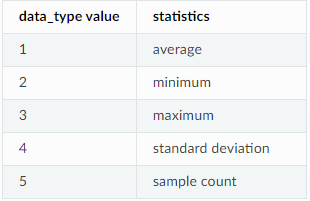 data_type value statistics
1 average
2 minimum
3 maximum
4 standard deviation
5 sample count